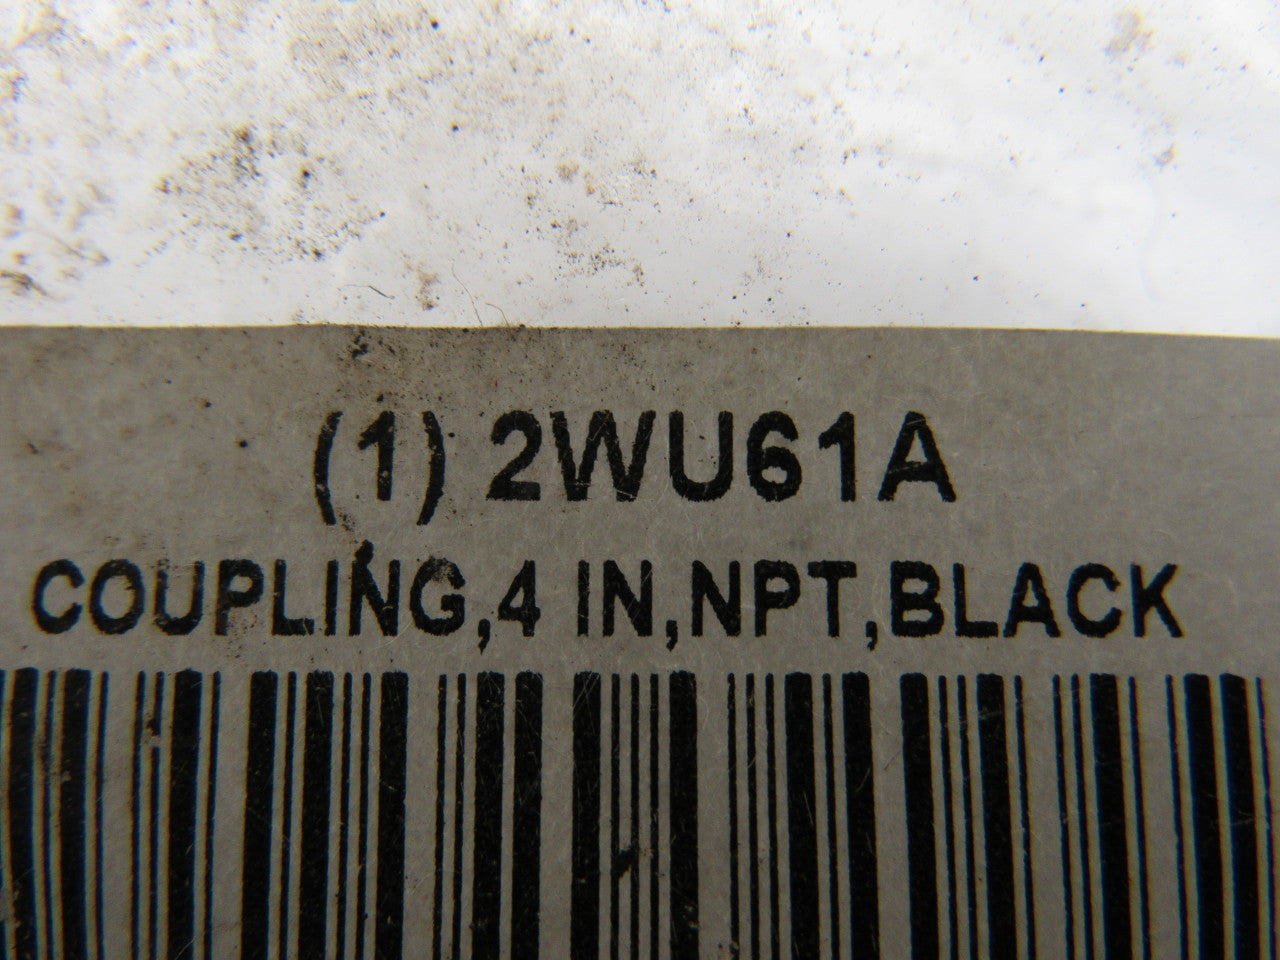 (1) 2WU61A
COUPLING,4 IN,NPT,BLACK